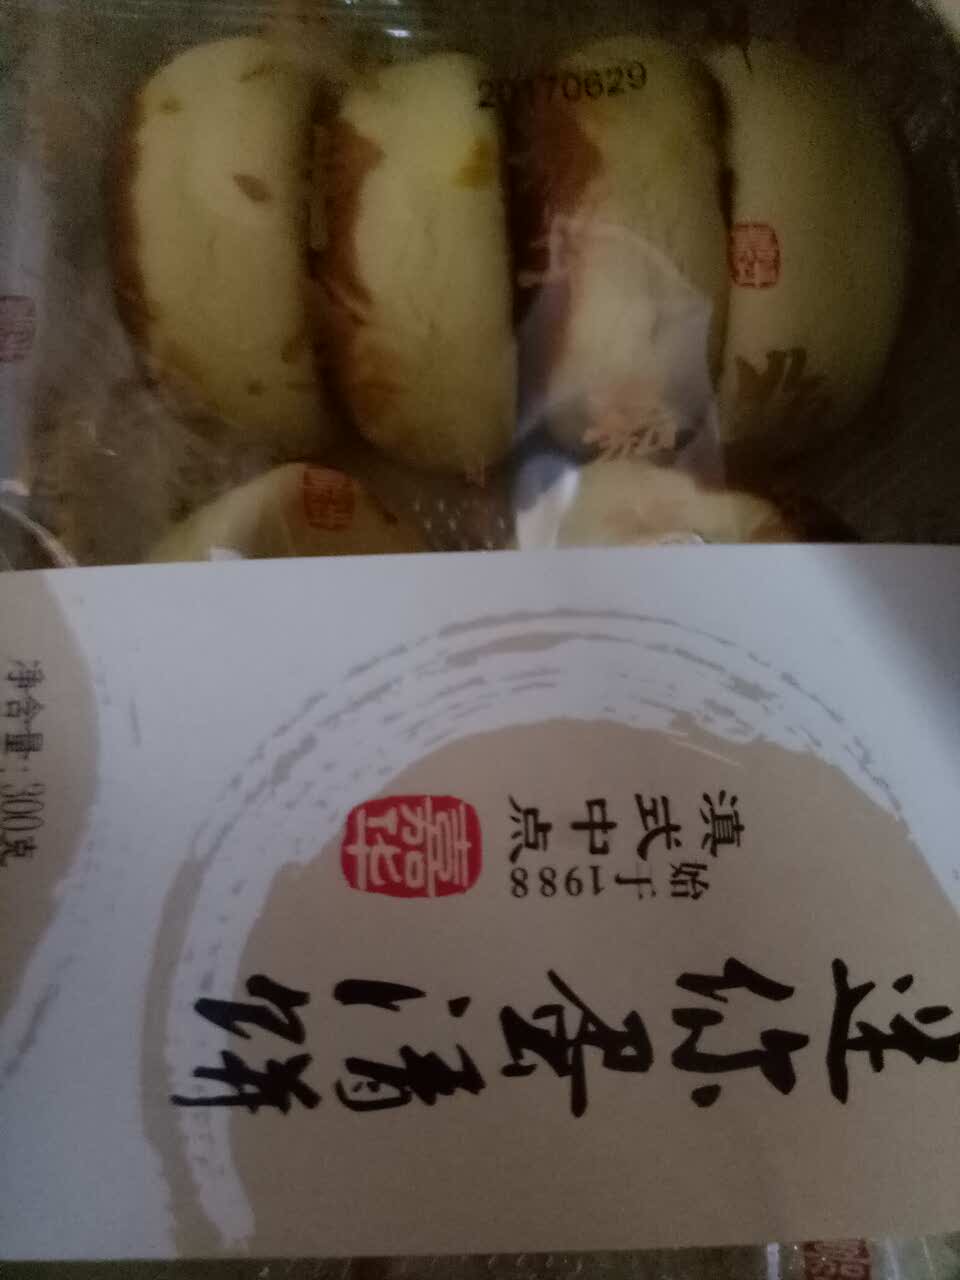 20170629
嘉华
滇式中点
始于1988
迷你蛋清饼
净含量:300克